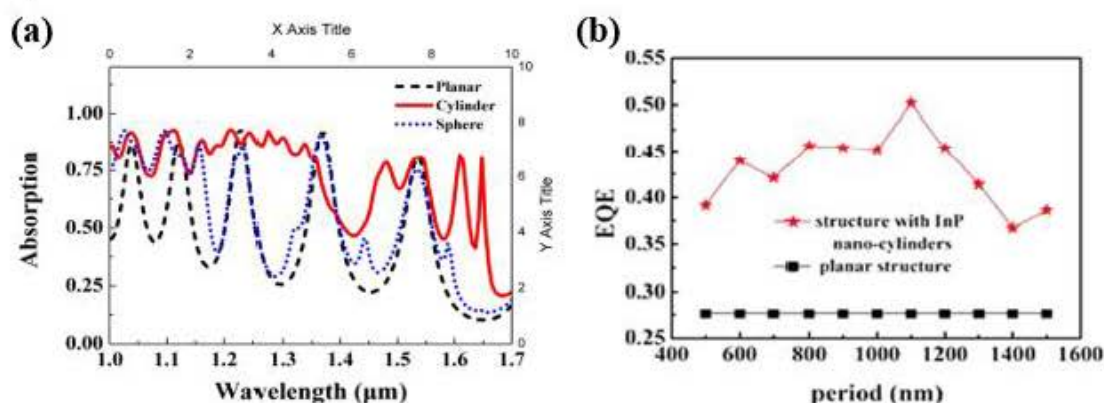 (a)
X Axis Title
0 2 4 6 8 10
Planar
Cylinder
Sphere
1.00
0.75
0.50
0.25
0.00
Absorption
10
8
6
4
2
0
Y Axis Title
1.0 1.1 1.2 1.3 1.4 1.5 1.6 1.7
Wavelength (μm)
(b)
0.55
0.50
0.45
0.40
0.35
0.30
0.25
EQE
structure with InP
nano-cylinders
planar structure
400 600 800 1000 1200 1400 1600
period (nm)